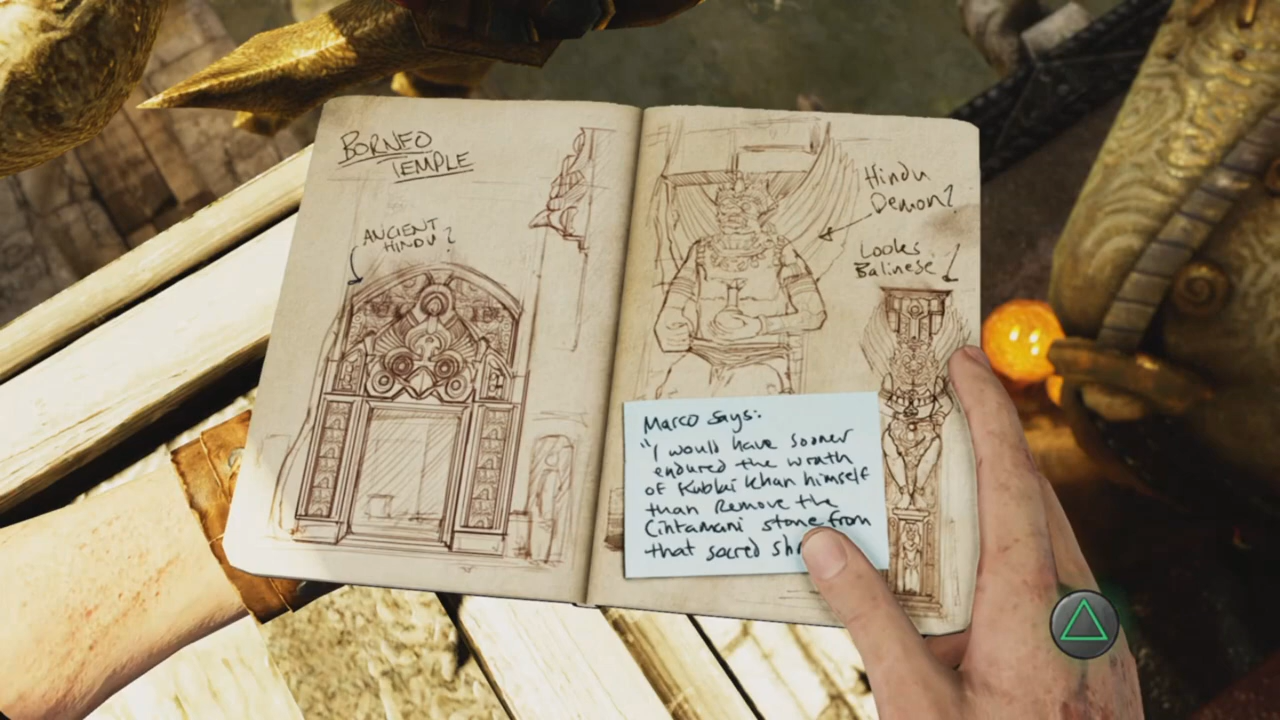 BORNEO
TEMPLE
ANCIENT
HINDU?
Hindu
Demon?
Looks
Balinese
Marco says:
"I would have sooner
endured the wrath
of Kublai Khan himself
than remove the
Cintamani stone from
that sacred